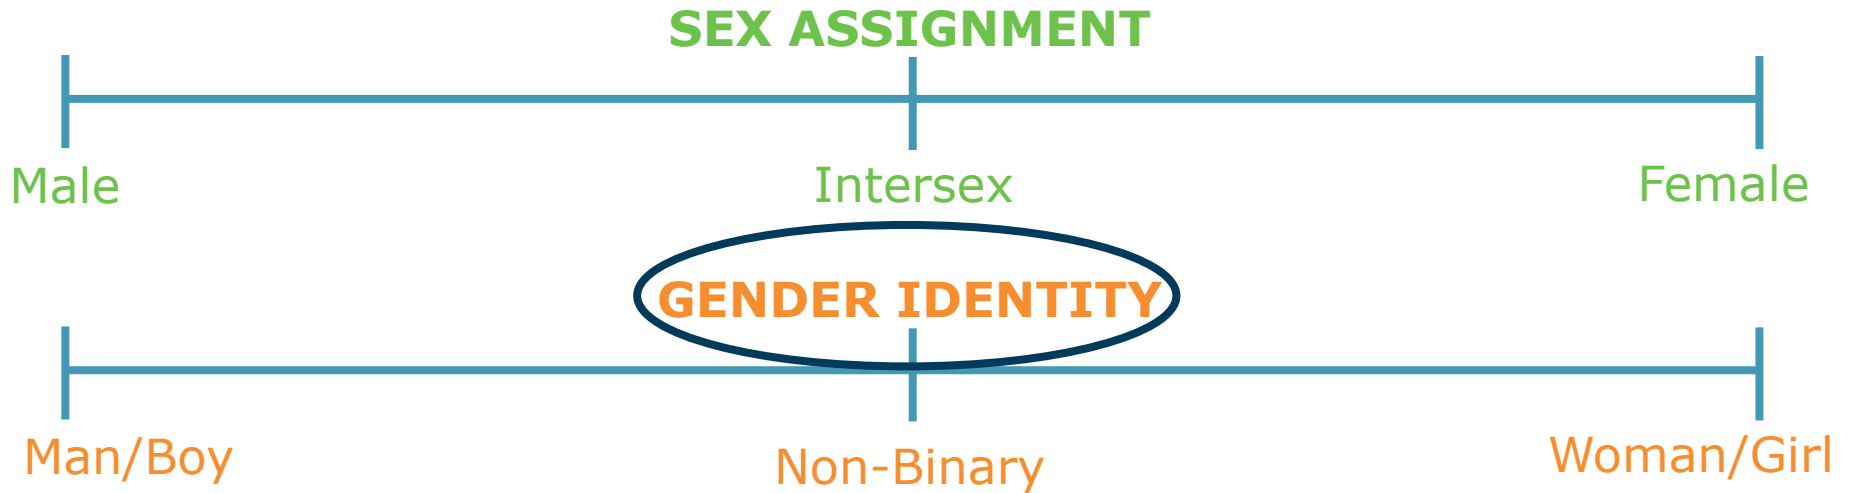 SEX ASSIGNMENT
Male Intersex Female
GENDER IDENTITY
Man/Boy Non-Binary Woman/Girl